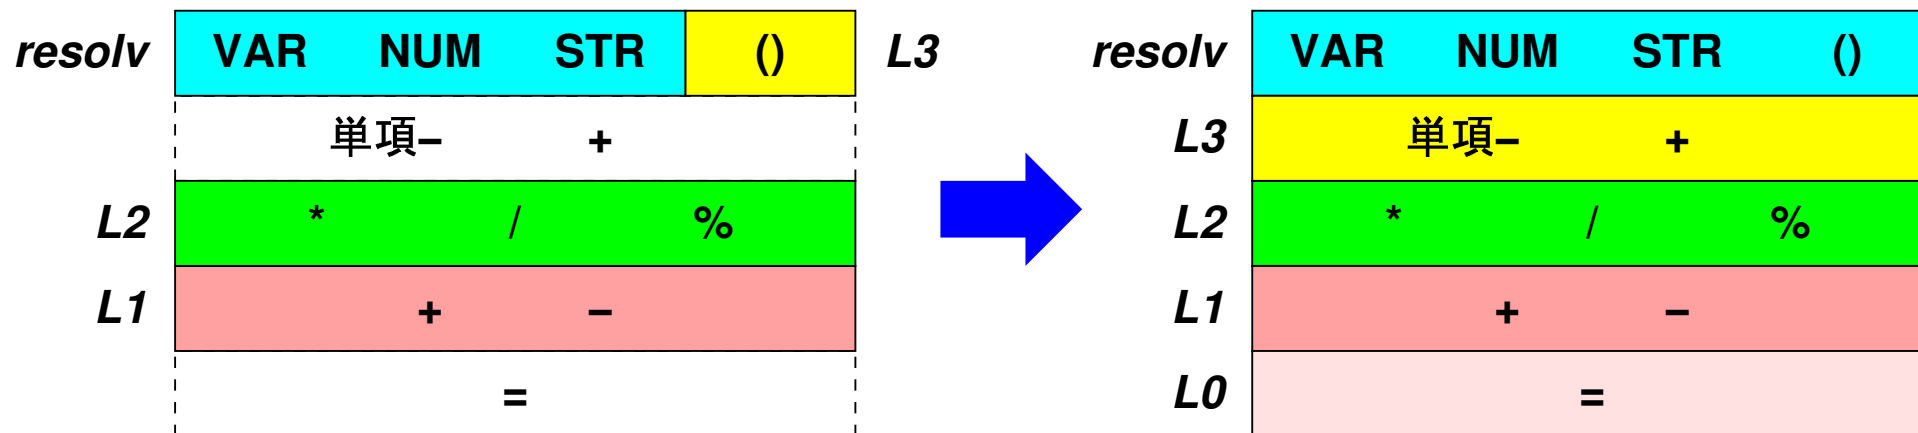 resolv VAR NUM STR () L3
単項– +
L2 * / %
L1 + –
=
resolv VAR NUM STR ()
L3 単項– +
L2 * / %
L1 + –
L0 =